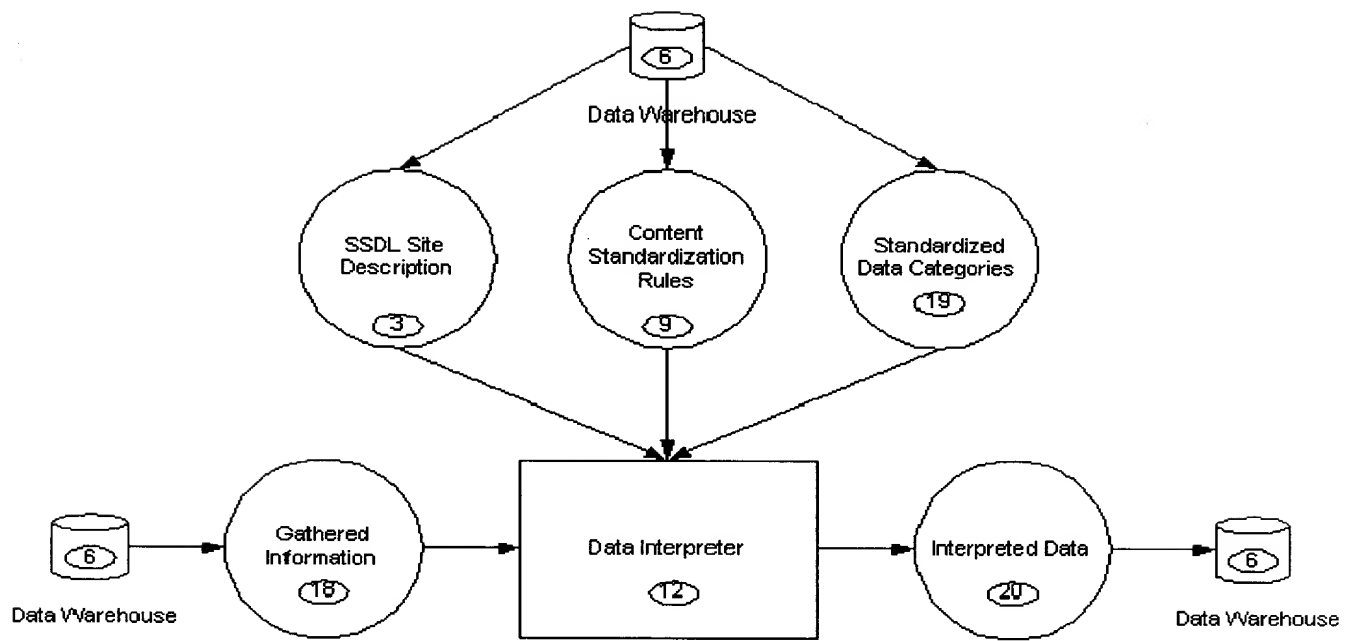 6
Data Warehouse
SSDL Site
Description
3
Content
Standardization
Rules
9
Standardized
Data Categories
19
6
Data Warehouse
Gathered
Information
18
Data Interpreter
12
Interpreted Data
20
6
Data Warehouse